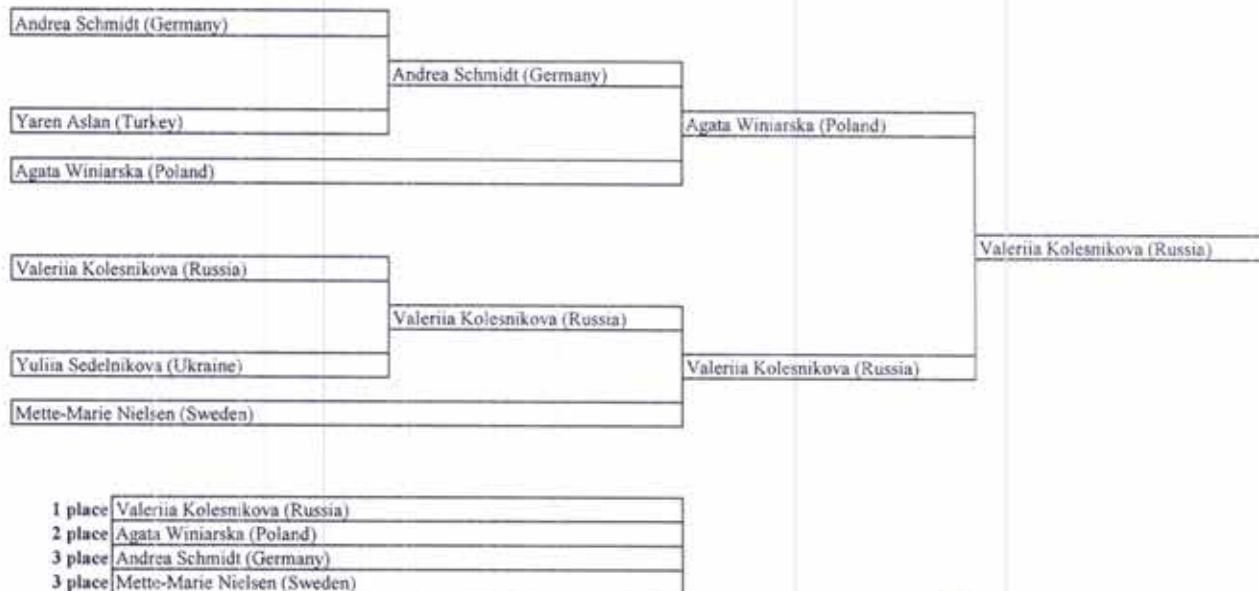 Andrea Schmidt (Germany)
Andrea Schmidt (Germany)
Yaren Aslan (Turkey)
Agata Winiarska (Poland)
Agata Winiarska (Poland)
Valeriia Kolesnikova (Russia)
Valeriia Kolesnikova (Russia)
Valeriia Kolesnikova (Russia)
Yuliia Sedelnikova (Ukraine)
Valeriia Kolesnikova (Russia)
Mette-Marie Nielsen (Sweden)
1 place Valeriia Kolesnikova (Russia)
2 place Agata Winiarska (Poland)
3 place Andrea Schmidt (Germany)
3 place Mette-Marie Nielsen (Sweden)